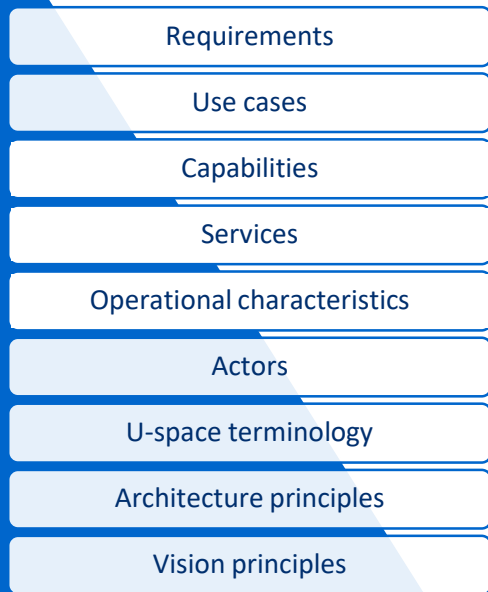 Requirements
Use cases
Capabilities
Services
Operational characteristics
Actors
U-space terminology
Architecture principles
Vision principles